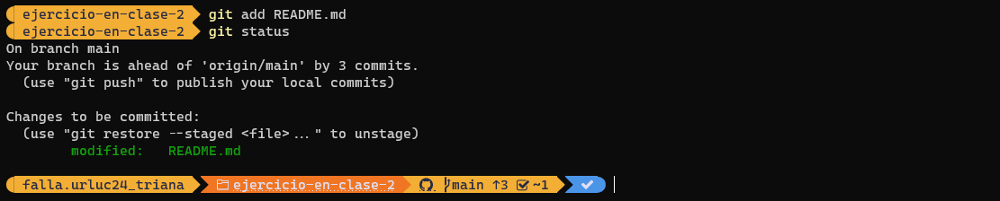 ejercicio-en-clase-2 git add README.md
ejercicio-en-clase-2 git status
On branch main
Your branch is ahead of 'origin/main' by 3 commits.
  (use "git push" to publish your local commits)

Changes to be committed:
  (use "git restore --staged <file>..." to unstage)
        modified:   README.md

falla.urluc24_triana ejercicio-en-clase-2 main ↑3 ~1